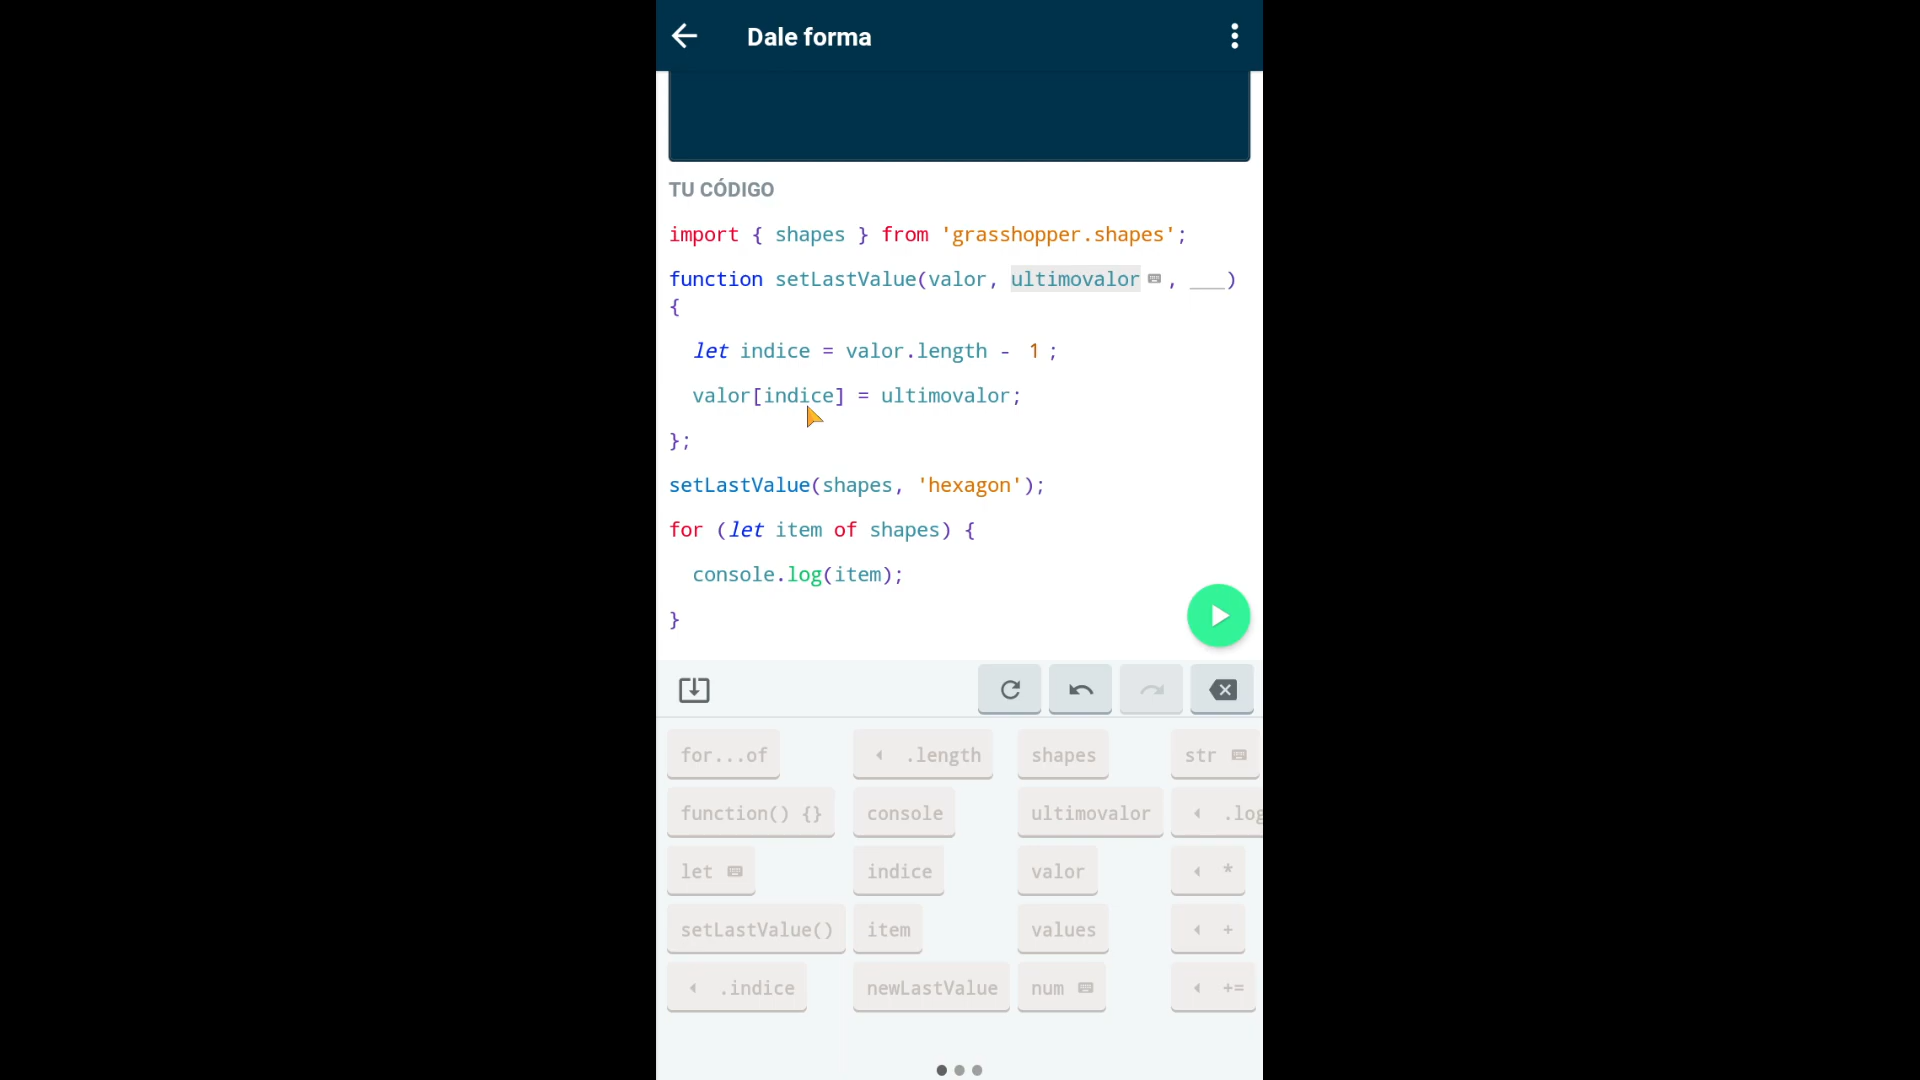 Dale forma
TU CÓDIGO
import { shapes } from 'grasshopper.shapes';
function setLastValue(valor, ultimovalor , ___)
{
let indice = valor.length - 1 ;
valor[indice] = ultimovalor;
};
setLastValue(shapes, 'hexagon');
for (let item of shapes) {
console.log(item);
}
for...of .length shapes str
function() {} console ultimovalor .log
let indice valor *
setLastValue() item values +
.indice newLastValue num +=